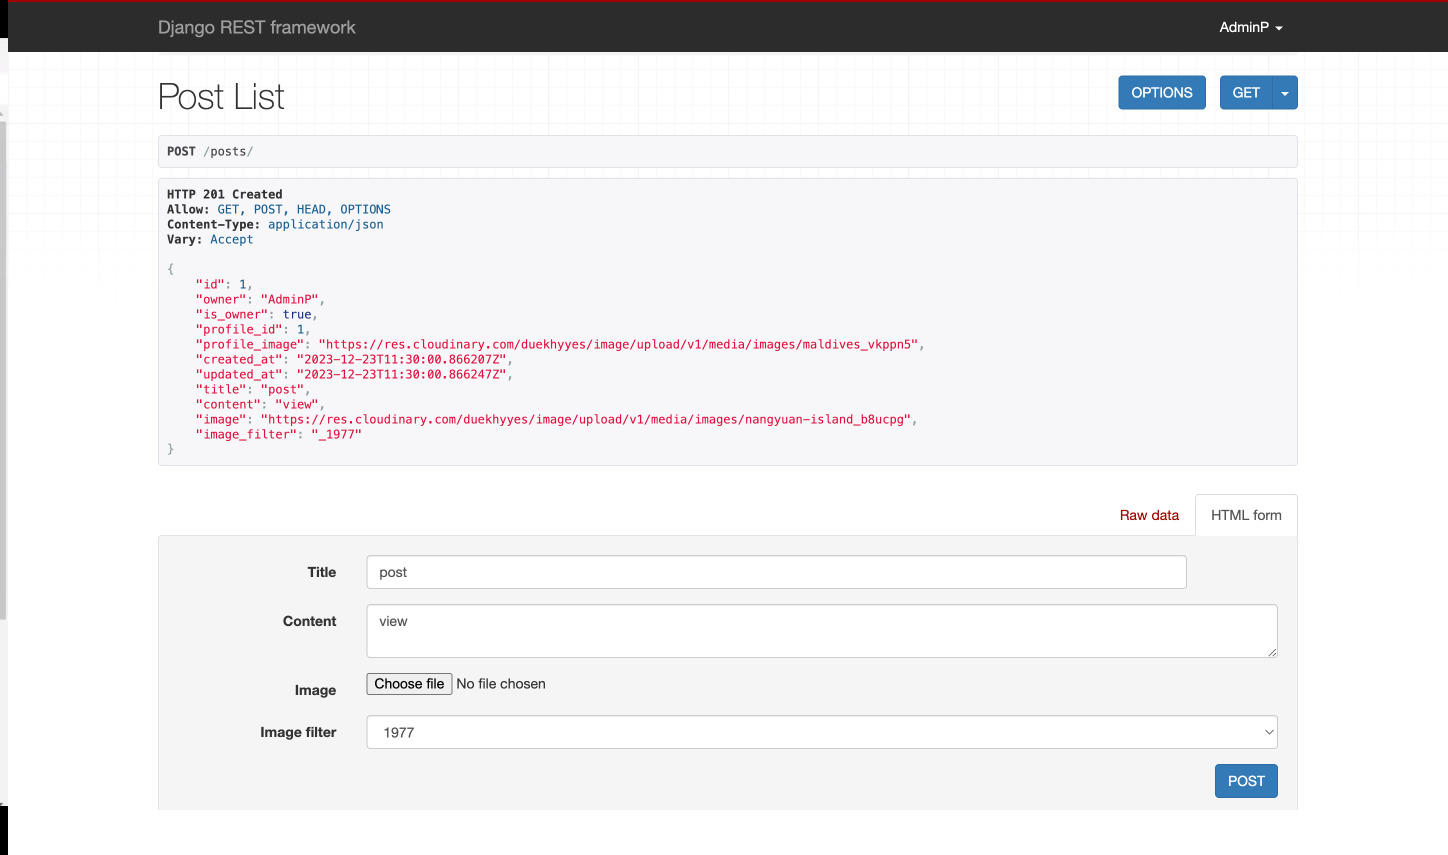 Django REST framework
AdminP
Post List
OPTIONS
GET
POST /posts/
HTTP 201 Created
Allow: GET, POST, HEAD, OPTIONS
Content-Type: application/json
Vary: Accept
{
    "id": 1,
    "owner": "AdminP",
    "is_owner": true,
    "profile_id": 1,
    "profile_image": "https://res.cloudinary.com/duekhyyes/image/upload/v1/media/images/maldives_vkppn5",
    "created_at": "2023-12-23T11:30:00.866207Z",
    "updated_at": "2023-12-23T11:30:00.866247Z",
    "title": "post",
    "content": "view",
    "image": "https://res.cloudinary.com/duekhyyes/image/upload/v1/media/images/nangyuan-island_b8ucpg",
    "image_filter": "_1977"
}
Raw data
HTML form
Title
post
Content
view
Image
Choose file No file chosen
Image filter
1977
POST